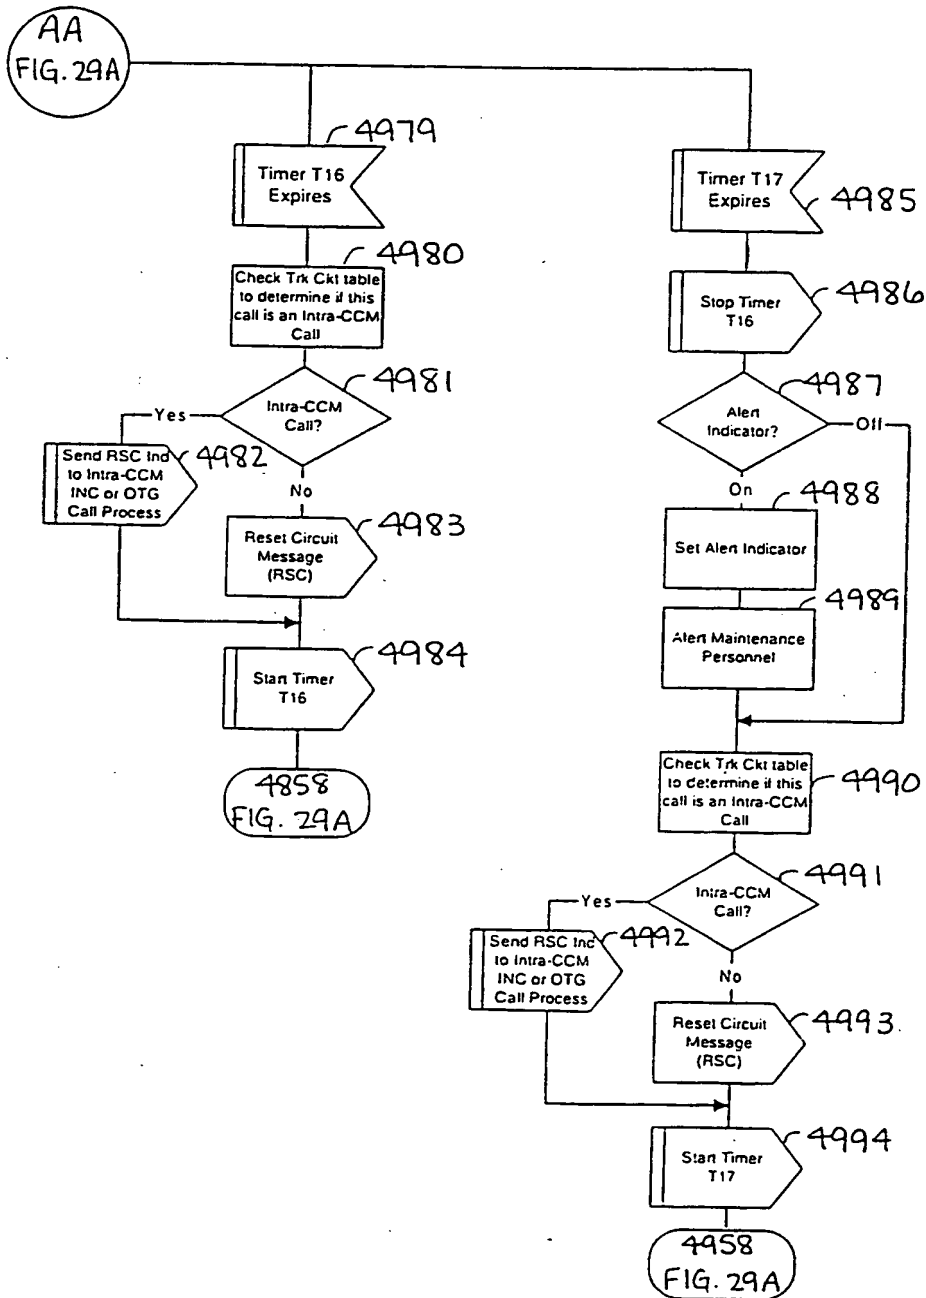 AA
FIG. 29A
4979
Timer T16
Expires
4980
Check Trk Ckt table
to determine if this
call is an Intra-CCM
Call
4981
Intra-CCM
Call?
Yes
4982
Send RSC Ind
to Intra-CCM
INC or OTG
Call Process
No
4983
Reset Circuit
Message
(RSC)
4984
Start Timer
T16
4858
FIG. 29A
Timer T17
Expires
4985
Stop Timer
T16
4986
4987
Alert
Indicator?
Off
On
4988
Set Alert Indicator
4989
Alert Maintenance
Personnel
Check Trk Ckt table
to determine if this
call is an Intra-CCM
Call
4990
4991
Intra-CCM
Call?
Yes
4992
Send RSC Ind
to Intra-CCM
INC or OTG
Call Process
No
Reset Circuit
Message
(RSC)
4993
Start Timer
T17
4994
4958
FIG. 29A